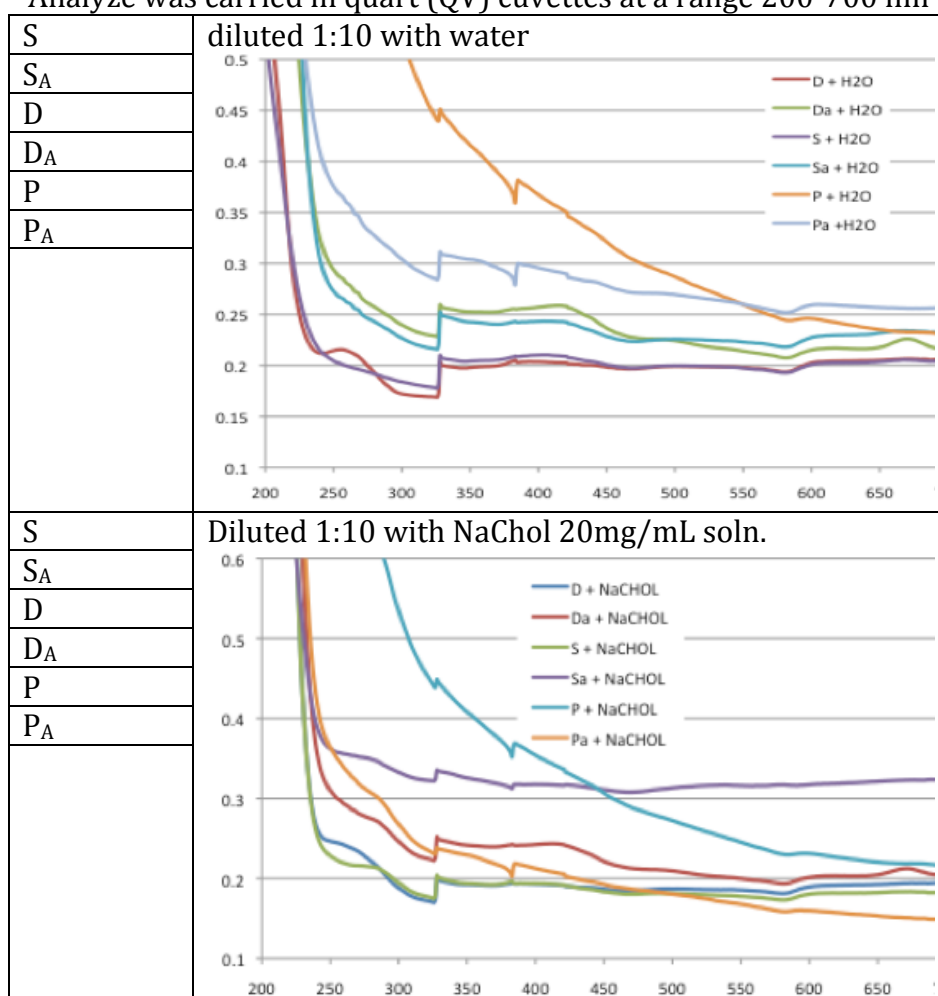 Analyze was carried in quart (QV) cuvettes at a range 200-700 nm
S
SA
D
DA
P
PA
diluted 1:10 with water
0.5
0.45
0.4
0.35
0.3
0.25
0.2
0.15
0.1
200 250 300 350 400 450 500 550 600 650
D + H2O
Da + H2O
S + H2O
Sa + H2O
P + H2O
Pa +H2O
S
SA
D
DA
P
PA
Diluted 1:10 with NaChol 20mg/mL soln.
0.6
0.5
0.4
0.3
0.2
0.1
200 250 300 350 400 450 500 550 600 650
D + NaCHOL
Da + NaCHOL
S + NaCHOL
Sa + NaCHOL
P + NaCHOL
Pa + NaCHOL